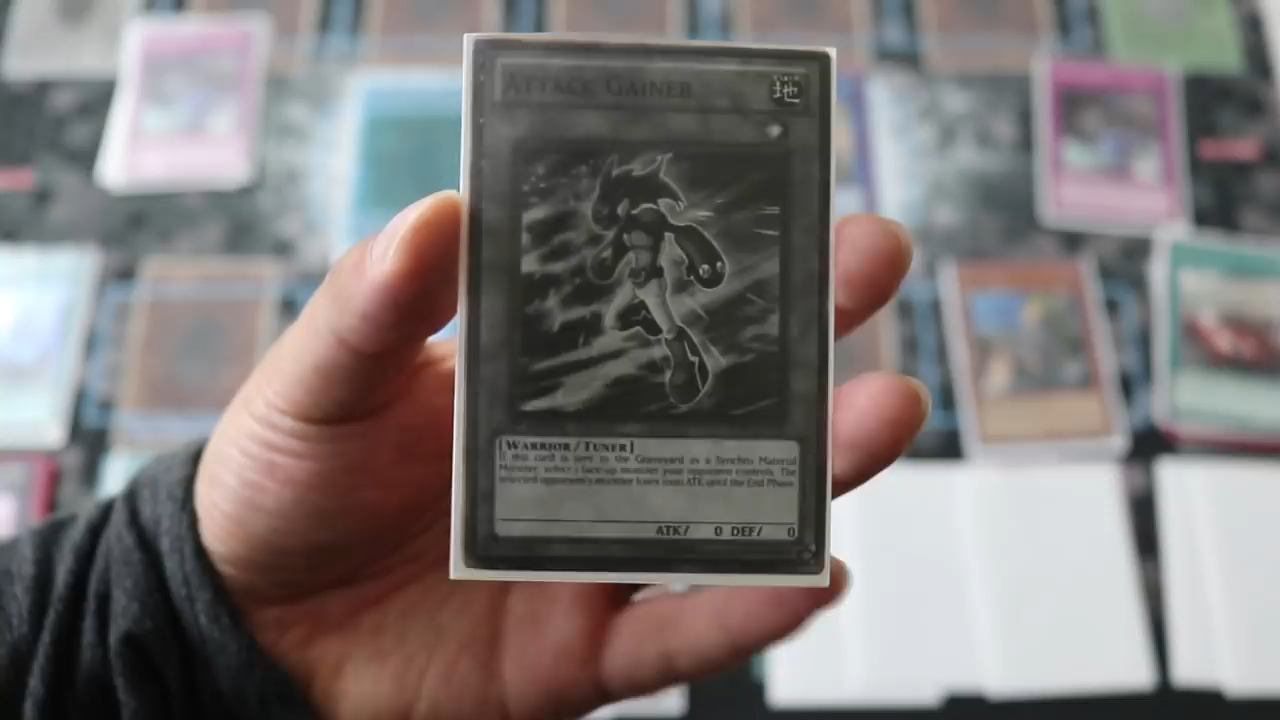 ATTACK GAINER
地
[WARRIOR / TUNER]
If this card is sent to the Graveyard as a Synchro Material
Monster, select 1 face-up monster your opponent controls. The
selected opponent's monster loses 1000 ATK until the End Phase.
ATK/ 0 DEF/ 0